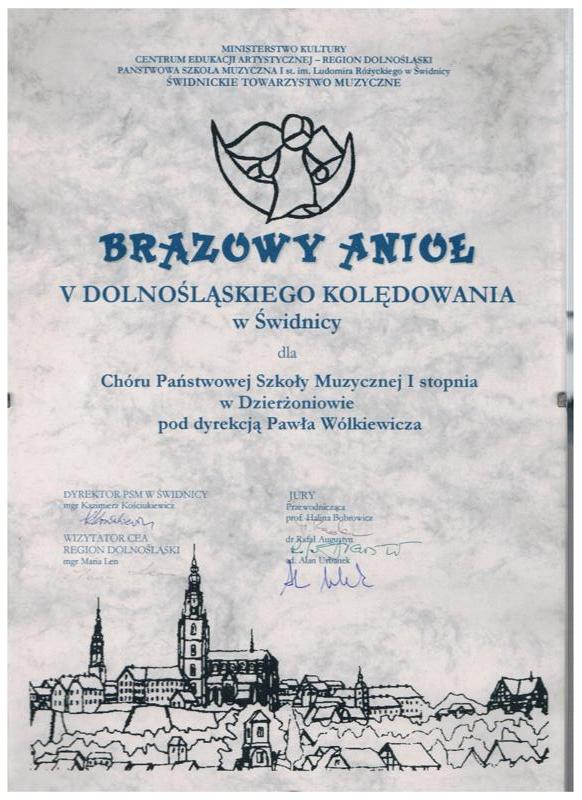 MINISTERSTWO KULTURY
CENTRUM EDUKACJI ARTYSTYCZNEJ – REGION DOLNOŚLĄSKI
PAŃSTWOWA SZKOŁA MUZYCZNA I st. im. Ludomira Różyckiego w Świdnicy
ŚWIDNICKIE TOWARZYSTWO MUZYCZNE
BRĄZOWY ANIOŁ
V DOLNOŚLĄSKIEGO KOLĘDOWANIA
w Świdnicy
dla
Chóru Państwowej Szkoły Muzycznej I stopnia
w Dzierżoniowie
pod dyrekcją Pawła Wólkiewicza
DYREKTOR PSM W ŚWIDNICY
mgr Kazimierz Kościukiewicz
WIZYTATOR CEA
REGION DOLNOŚLĄSKI
mgr Maria Len
JURY
Przewodnicząca
prof. Halina Bobrowicz
dr Rafał Augustyn
ad. Alan Urbanek